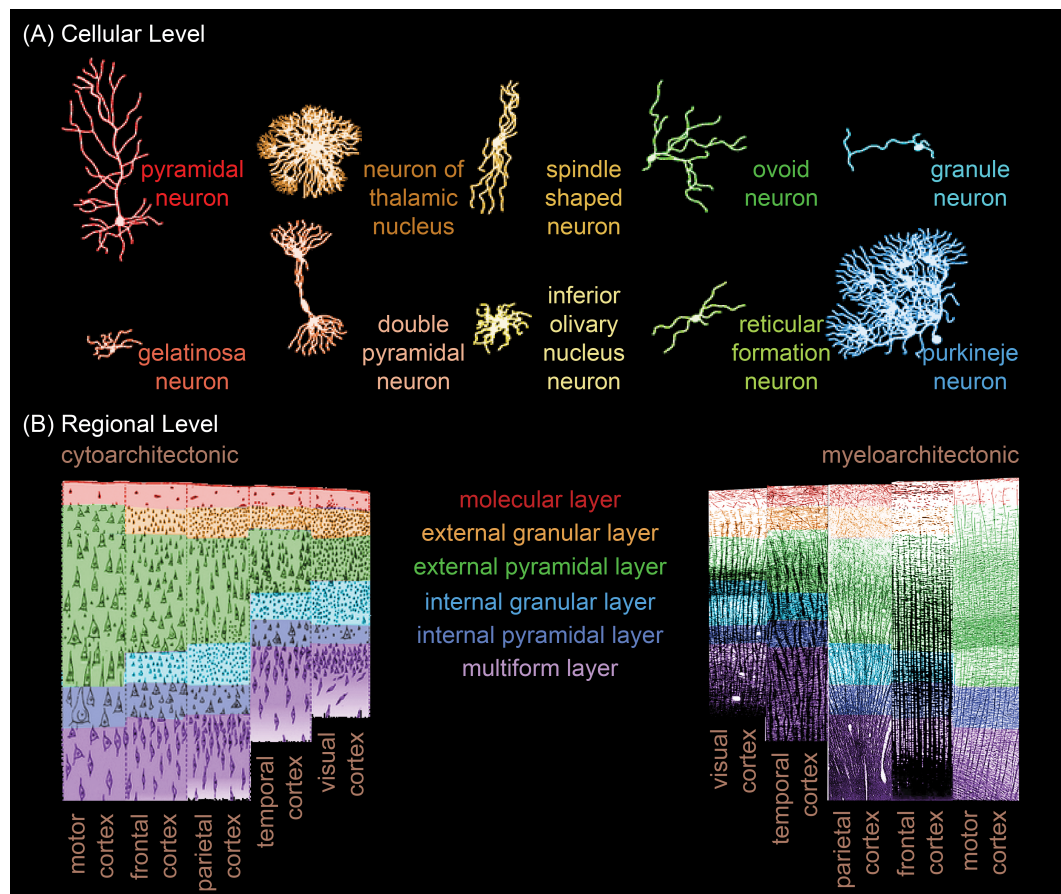 (A) Cellular Level
pyramidal
neuron
neuron of
thalamic
nucleus
spindle
shaped
neuron
ovoid
neuron
granule
neuron
gelatinosa
neuron
double
pyramidal
neuron
inferior
olivary
nucleus
neuron
reticular
formation
neuron
purkineje
neuron
(B) Regional Level
cytoarchitectonic
myeloarchitectonic
molecular layer
external granular layer
external pyramidal layer
internal granular layer
internal pyramidal layer
multiform layer
motor
cortex
frontal
cortex
parietal
cortex
temporal
cortex
visual
cortex
visual
cortex
temporal
cortex
parietal
cortex
frontal
cortex
motor
cortex